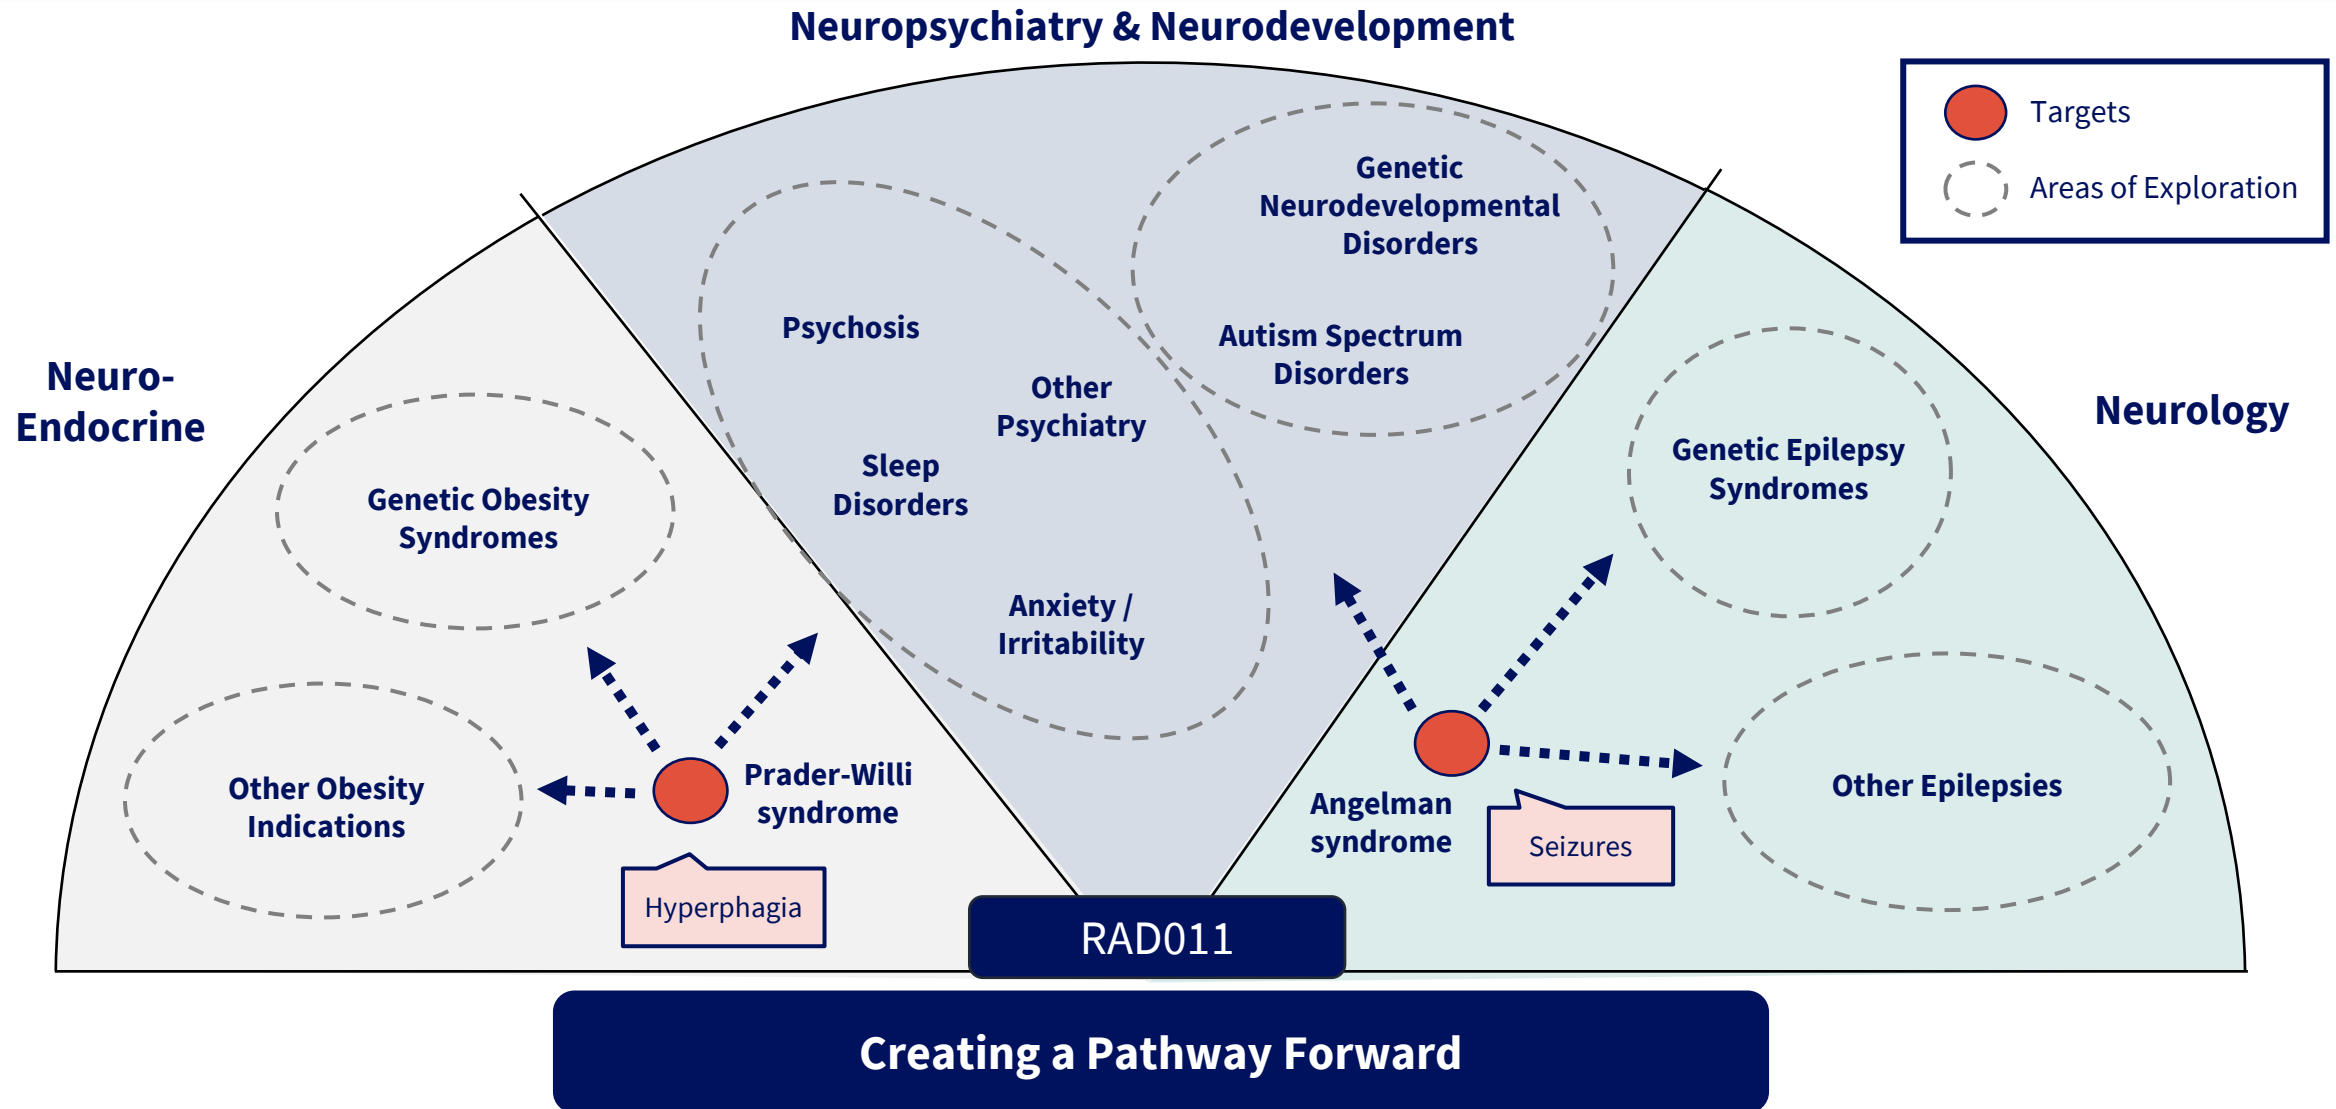 Neuropsychiatry & Neurodevelopment
Targets
Areas of Exploration
Neuro-
Endocrine
Neurology
Genetic
Neurodevelopmental
Disorders
Autism Spectrum
Disorders
Psychosis
Other
Psychiatry
Sleep
Disorders
Anxiety /
Irritability
Genetic Obesity
Syndromes
Other Obesity
Indications
Prader-Willi
syndrome
Hyperphagia
Genetic Epilepsy
Syndromes
Other Epilepsies
Angelman
syndrome
Seizures
RAD011
Creating a Pathway Forward